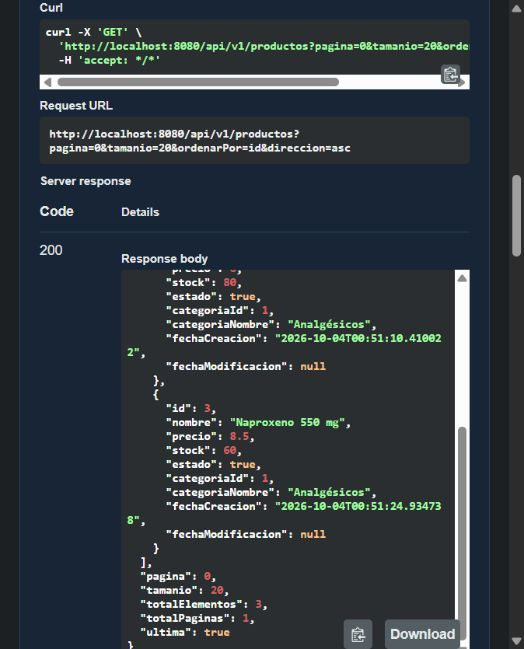 Curl
curl -X 'GET' \
'http://localhost:8080/api/v1/productos?pagina=0&tamanio=20&orde
-H 'accept: */*'
Request URL
http://localhost:8080/api/v1/productos?
pagina=0&tamanio=20&ordenarPor=id&direccion=asc
Server response
Code Details
200
Response body
"stock": 80,
"estado": true,
"categoriaId": 1,
"categoriaNombre": "Analgésicos",
"fechaCreacion": "2026-10-04T00:51:10.41002
2",
"fechaModificacion": null
},
{
"id": 3,
"nombre": "Naproxeno 550 mg",
"precio": 8.5,
"stock": 60,
"estado": true,
"categoriaId": 1,
"categoriaNombre": "Analgésicos",
"fechaCreacion": "2026-10-04T00:51:24.93473
8",
"fechaModificacion": null
}
],
"pagina": 0,
"tamanio": 20,
"totalElementos": 3,
"totalPaginas": 1,
"ultima": true
}
Download